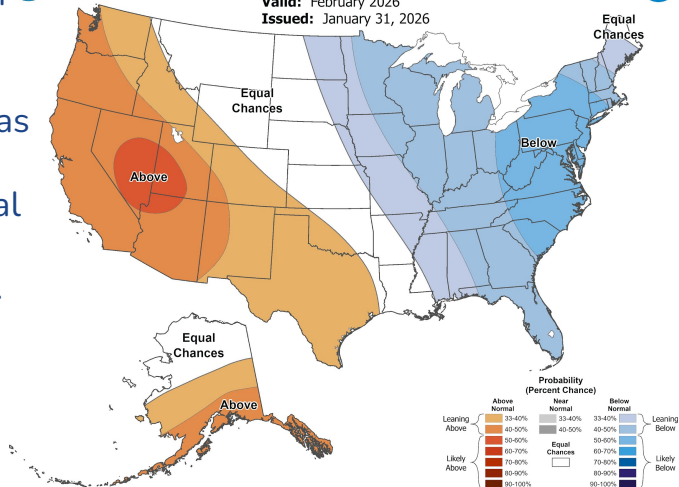 Valid: February 2026
Issued: January 31, 2026
as
al
Equal
Chances
Equal
Chances
Above
Below
Equal
Chances
Above
Probability
(Percent Chance)
Above
Normal
Near
Normal
Below
Normal
Leaning
Above
33-40%
33-40%
33-40%
Leaning
Below
40-50%
40-50%
40-50%
Likely
Above
50-60%
Equal
Chances
50-60%
Likely
Below
60-70%
60-70%
70-80%
70-80%
80-90%
80-90%
90-100%
90-100%